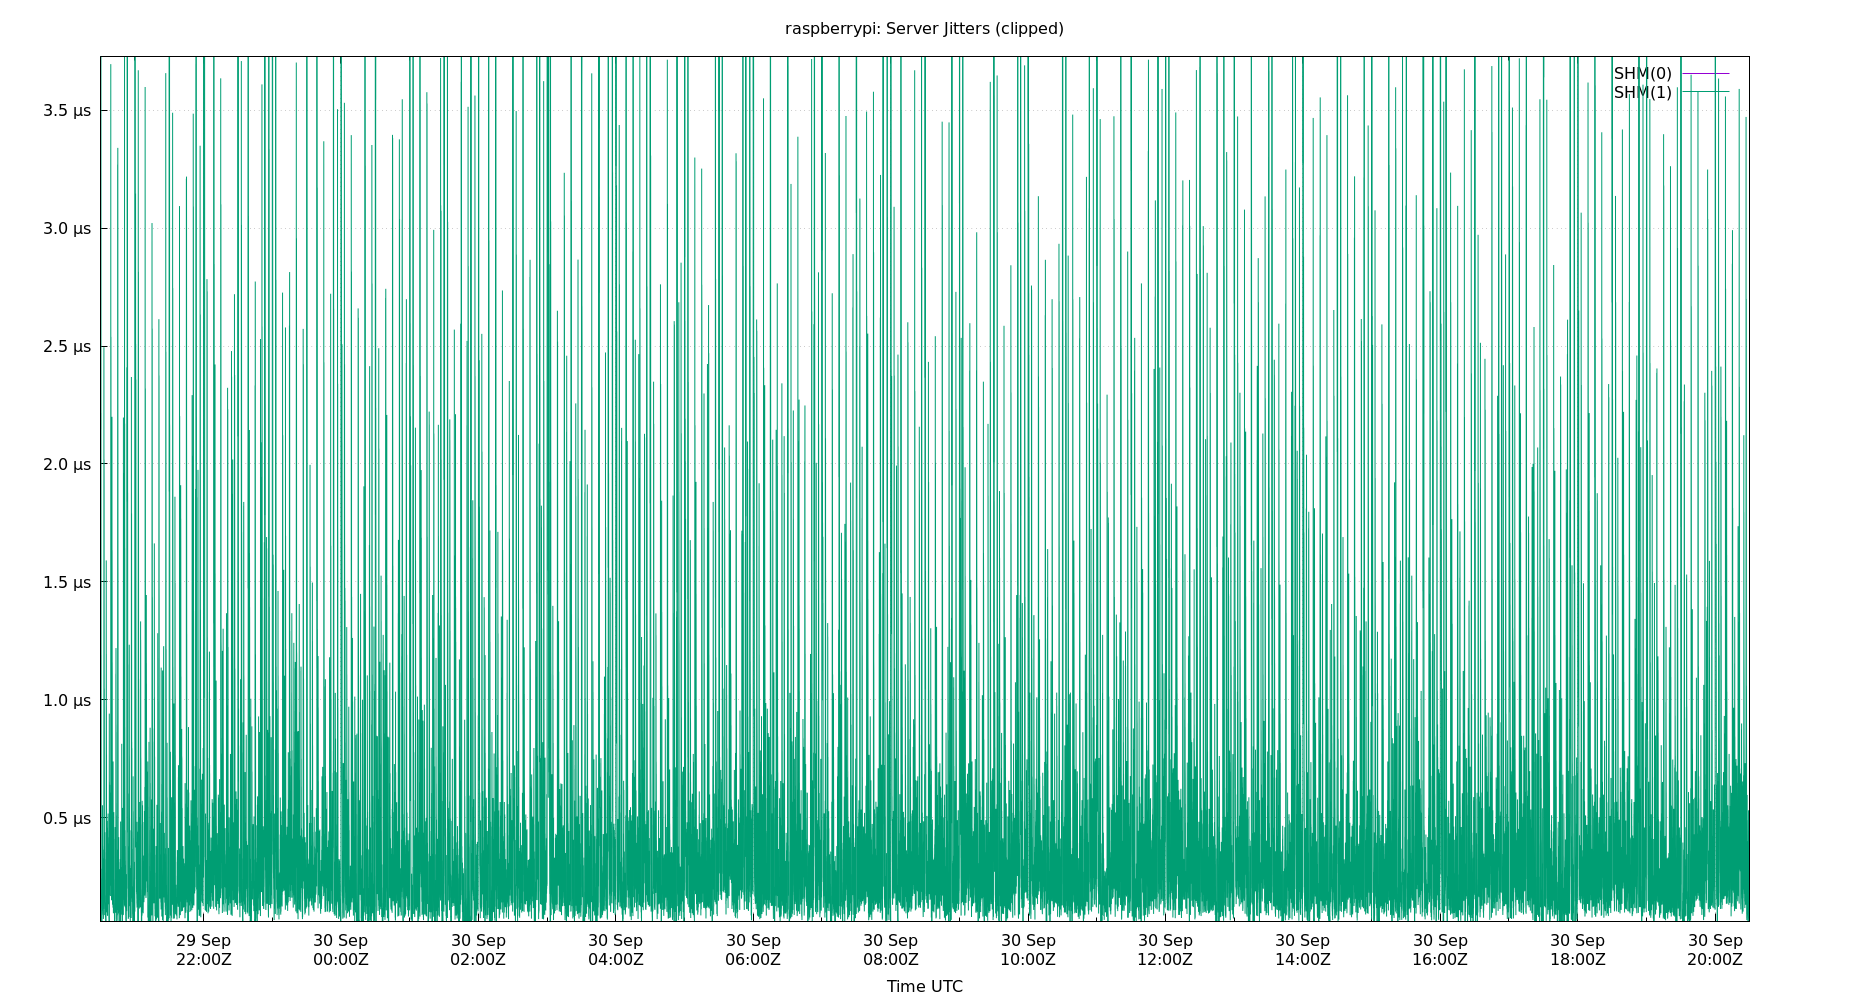 raspberrypi: Server Jitters (clipped)
SHM(0)
SHM(1)
3.5 µs
3.0 µs
2.5 µs
2.0 µs
1.5 µs
1.0 µs
0.5 µs
29 Sep 30 Sep 30 Sep 30 Sep 30 Sep 30 Sep 30 Sep 30 Sep 30 Sep 30 Sep 30 Sep 30 Sep
22:00Z 00:00Z 02:00Z 04:00Z 06:00Z 08:00Z 10:00Z 12:00Z 14:00Z 16:00Z 18:00Z 20:00Z
Time UTC